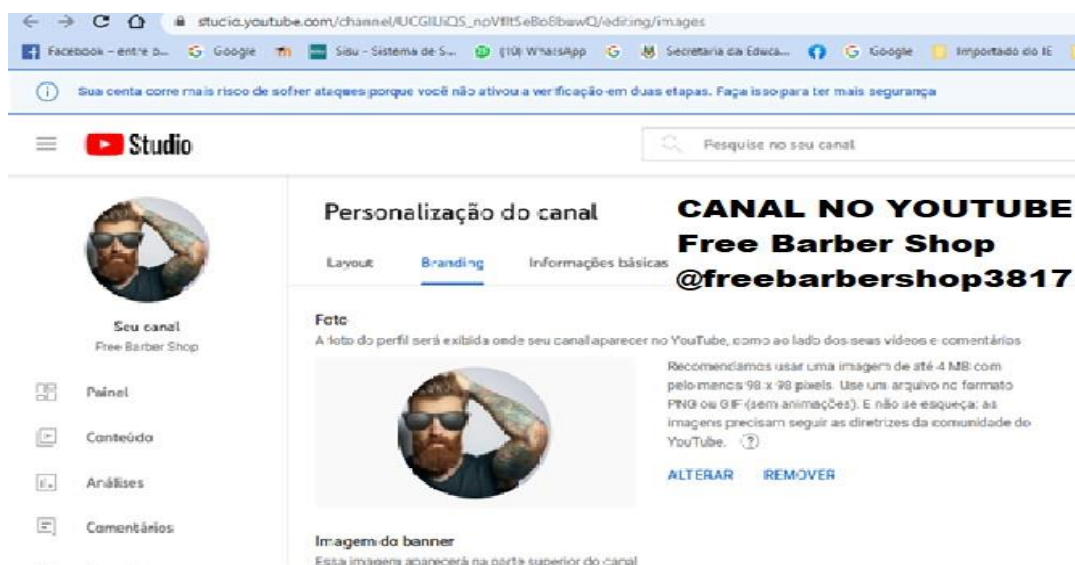 studio.youtube.com/channel/
/editing/images
Facebook – entre o...
Google
Sisu - Sistema de S...
(10) WhatsApp
Secretaria da Educa...
Google
Importado do IE
Sua conta corre mais risco de sofrer ataques porque você não ativou a verificação em duas etapas. Faça isso para ter mais segurança
Studio
Pesquise no seu canal
Personalização do canal
CANAL NO YOUTUBE
Free Barber Shop
@freebarbershop3817
Layout
Branding
Informações básicas
Seu canal
Free Barber Shop
Painel
Conteúdo
Análises
Comentários
Foto
A foto do perfil será exibida onde seu canal aparecer no YouTube, como ao lado dos seus vídeos e comentários
Recomendamos usar uma imagem de até 4 MB com
pelo menos 98 x 98 pixels. Use um arquivo no formato
PNG ou GIF (sem animações). E não se esqueça: as
imagens precisam seguir as diretrizes da comunidade do
YouTube.
ALTERAR
REMOVER
Imagem do banner
Essa imagem aparecerá na parte superior do canal